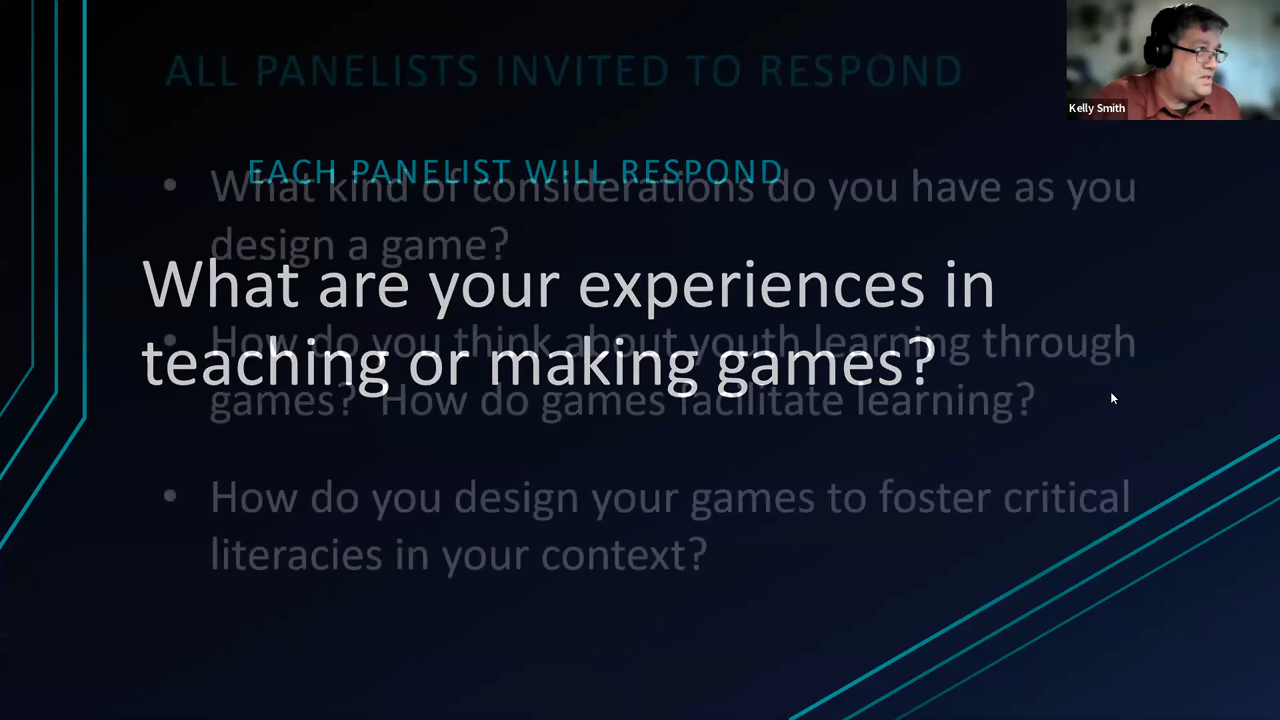 ALL PANELISTS INVITED TO RESPOND
Kelly Smith
EACH PANELIST WILL RESPOND
• What kind of considerations do you have as you
design a game?
What are your experiences in
teaching or making games?
• How do you think about youth learning through
games? How do games facilitate learning?
• How do you design your games to foster critical
literacies in your context?